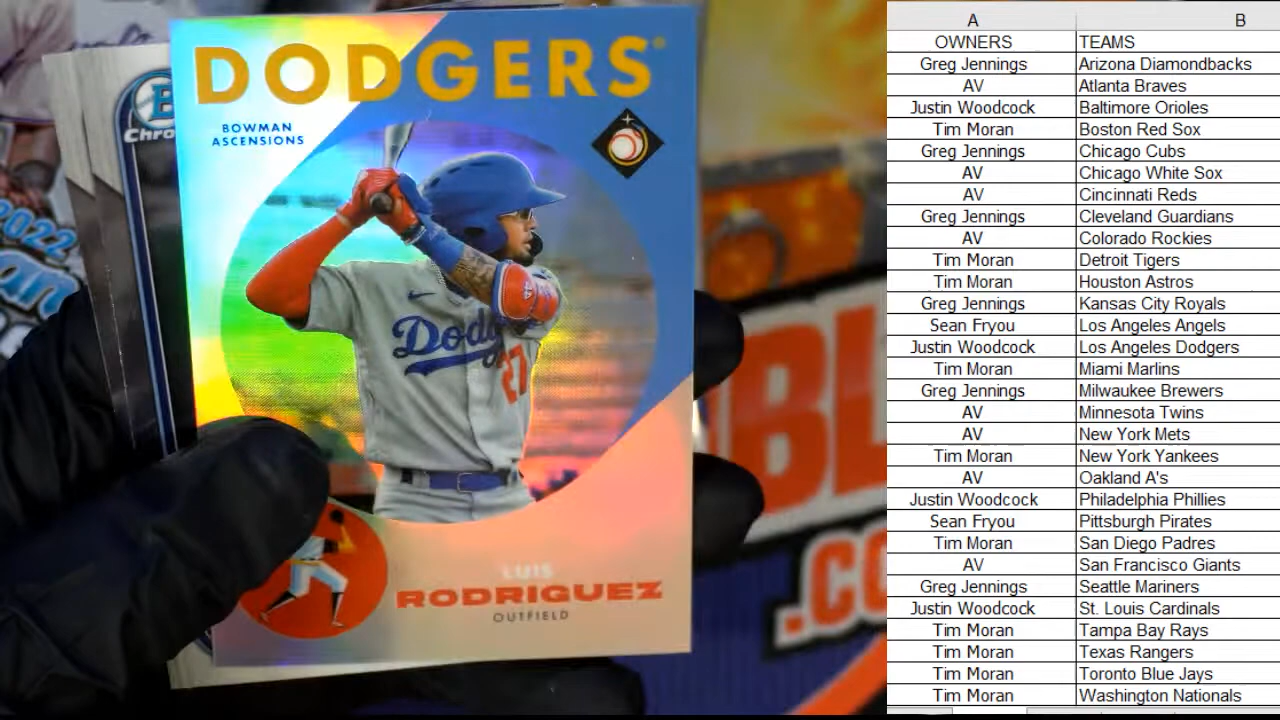 DODGERS
BOWMAN
ASCENSIONS
Dod
27
LUIS
RODRIGUEZ
OUTFIELD
B
Chro
2022
an
BL
.CO
A B
OWNERS TEAMS
Greg Jennings Arizona Diamondbacks
AV Atlanta Braves
Justin Woodcock Baltimore Orioles
Tim Moran Boston Red Sox
Greg Jennings Chicago Cubs
AV Chicago White Sox
AV Cincinnati Reds
Greg Jennings Cleveland Guardians
AV Colorado Rockies
Tim Moran Detroit Tigers
Tim Moran Houston Astros
Greg Jennings Kansas City Royals
Sean Fryou Los Angeles Angels
Justin Woodcock Los Angeles Dodgers
Tim Moran Miami Marlins
Greg Jennings Milwaukee Brewers
AV Minnesota Twins
AV New York Mets
Tim Moran New York Yankees
AV Oakland A's
Justin Woodcock Philadelphia Phillies
Sean Fryou Pittsburgh Pirates
Tim Moran San Diego Padres
AV San Francisco Giants
Greg Jennings Seattle Mariners
Justin Woodcock St. Louis Cardinals
Tim Moran Tampa Bay Rays
Tim Moran Texas Rangers
Tim Moran Toronto Blue Jays
Tim Moran Washington Nationals